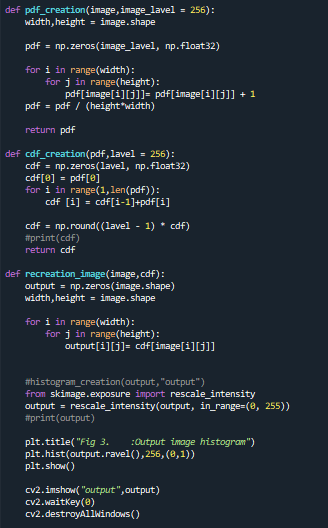 def pdf_creation(image,image_lavel = 256):
    width,height = image.shape

    pdf = np.zeros(image_lavel, np.float32)

    for i in range(width):
        for j in range(height):
            pdf[image[i][j]]= pdf[image[i][j]] + 1
    pdf = pdf / (height*width)

    return pdf

def cdf_creation(pdf,lavel = 256):
    cdf = np.zeros(lavel, np.float32)
    cdf[0] = pdf[0]
    for i in range(1,len(pdf)):
        cdf [i] = cdf[i-1]+pdf[i]

    cdf = np.round((lavel - 1) * cdf)
    #print(cdf)
    return cdf

def recreation_image(image,cdf):
    output = np.zeros(image.shape)
    width,height = image.shape

    for i in range(width):
        for j in range(height):
            output[i][j]= cdf[image[i][j]]


    #histogram_creation(output,"output")
    from skimage.exposure import rescale_intensity
    output = rescale_intensity(output, in_range=(0, 255))
    #print(output)

    plt.title("Fig 3.    :Output image histogram")
    plt.hist(output.ravel(),256,(0,1))
    plt.show()

    cv2.imshow("output",output)
    cv2.waitKey(0)
    cv2.destroyAllWindows()